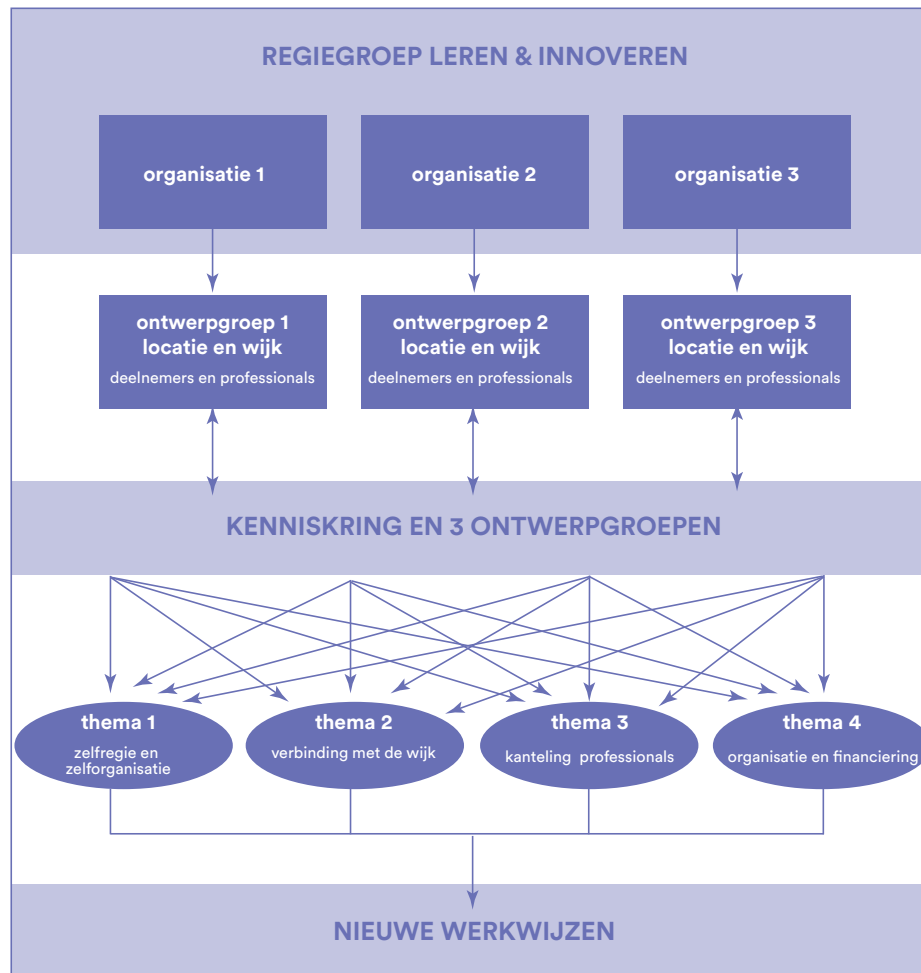 REGIEGROEP LEREN & INNOVEREN
organisatie 1
organisatie 2
organisatie 3
ontwerpgroep 1
locatie en wijk
deelnemers en professionals
ontwerpgroep 2
locatie en wijk
deelnemers en professionals
ontwerpgroep 3
locatie en wijk
deelnemers en professionals
KENNISKRING EN 3 ONTWERPGROEPEN
thema 1
zelfregie en
zelforganisatie
thema 2
verbinding met de wijk
thema 3
kanteling professionals
thema 4
organisatie en financiering
NIEUWE WERKWIJZEN